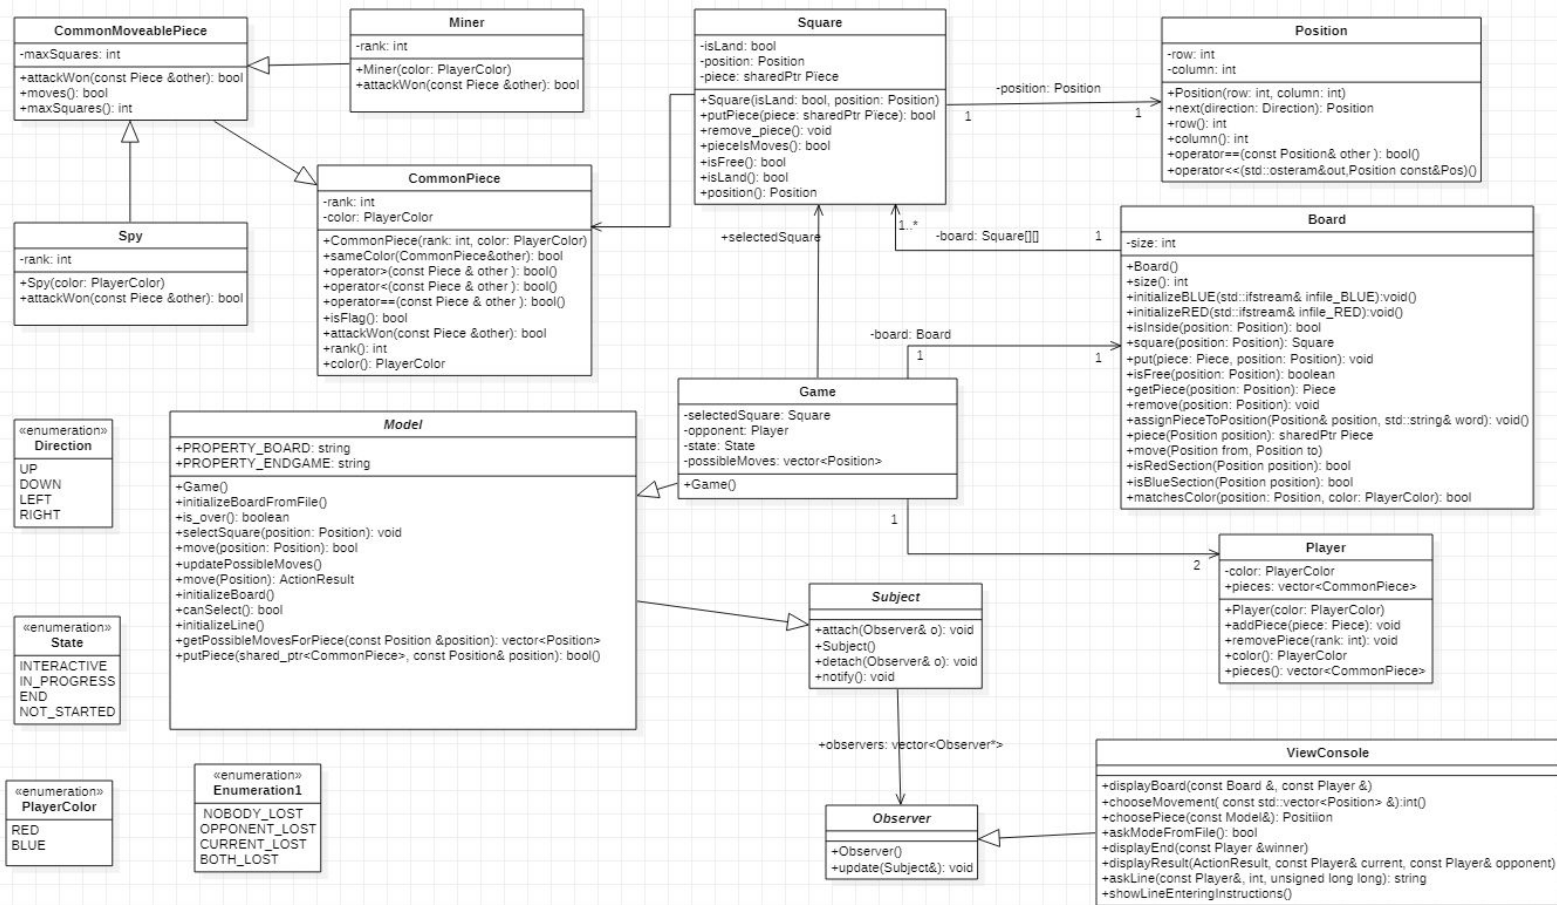 CommonMoveablePiece
-maxSquares: int
+attackWon(const Piece &other): bool
+moves(): bool
+maxSquares(): int
Miner
-rank: int
+Miner(color: PlayerColor)
+attackWon(const Piece &other): bool
Square
-isLand: bool
-position: Position
-piece: sharedPtr Piece
+Square(isLand: bool, position: Position)
+putPiece(piece: sharedPtr Piece): bool
+remove_piece(): void
+pieceIsMoves(): bool
+isFree(): bool
+isLand(): bool
+position(): Position
-position: Position
1
1
Position
-row: int
-column: int
+Position(row: int, column: int)
+next(direction: Direction): Position
+row(): int
+column(): int
+operator==(const Position& other ): bool()
+operator<<(std::osteram&out,Position const&Pos)()
Spy
-rank: int
+Spy(color: PlayerColor)
+attackWon(const Piece &other): bool
CommonPiece
-rank: int
-color: PlayerColor
+CommonPiece(rank: int, color: PlayerColor)
+sameColor(CommonPiece&other): bool
+operator>(const Piece & other ): bool()
+operator<(const Piece & other ): bool()
+operator==(const Piece & other ): bool()
+isFlag(): bool
+attackWon(const Piece &other): bool
+rank(): int
+color(): PlayerColor
+selectedSquare
1..*
-board: Square[][]
1
Board
-size: int
+Board()
+size(): int
+initializeBLUE(std::ifstream& infile_BLUE):void()
+initializeRED(std::ifstream& infile_RED):void()
+isInside(position: Position): bool
+square(position: Position): Square
+put(piece: Piece, position: Position): void
+isFree(position: Position): boolean
+getPiece(position: Position): Piece
+remove(position: Position): void
+assignPieceToPosition(Position& position, std::string& word): void()
+piece(Position position): sharedPtr Piece
+move(Position from, Position to)
+isRedSection(Position position): bool
+isBlueSection(Position position): bool
+matchesColor(position: Position, color: PlayerColor): bool
-board: Board
1
1
Game
-selectedSquare: Square
-opponent: Player
-state: State
-possibleMoves: vector<Position>
+Game()
1
2
«enumeration»
Direction
UP
DOWN
LEFT
RIGHT
Model
+PROPERTY_BOARD: string
+PROPERTY_ENDGAME: string
+Game()
+initializeBoardFromFile()
+is_over(): boolean
+selectSquare(position: Position): void
+move(position: Position): bool
+updatePossibleMoves()
+move(Position): ActionResult
+initializeBoard()
+canSelect(): bool
+initializeLine()
+getPossibleMovesForPiece(const Position &position): vector<Position>
+putPiece(shared_ptr<CommonPiece>, const Position& position): bool()
Player
-color: PlayerColor
+pieces: vector<CommonPiece>
+Player(color: PlayerColor)
+addPiece(piece: Piece): void
+removePiece(rank: int): void
+color(): PlayerColor
+pieces(): vector<CommonPiece>
Subject
+attach(Observer& o): void
+Subject()
+detach(Observer& o): void
+notify(): void
«enumeration»
State
INTERACTIVE
IN_PROGRESS
END
NOT_STARTED
+observers: vector<Observer*>
«enumeration»
PlayerColor
RED
BLUE
«enumeration»
Enumeration1
NOBODY_LOST
OPPONENT_LOST
CURRENT_LOST
BOTH_LOST
Observer
+Observer()
+update(Subject&): void
ViewConsole
+displayBoard(const Board &, const Player &)
+chooseMovement( const std::vector<Position> &):int()
+choosePiece(const Model&): Positiion
+askModeFromFile(): bool
+displayEnd(const Player &winner)
+displayResult(ActionResult, const Player& current, const Player& opponent)
+askLine(const Player&, int, unsigned long long): string
+showLineEnteringInstructions()